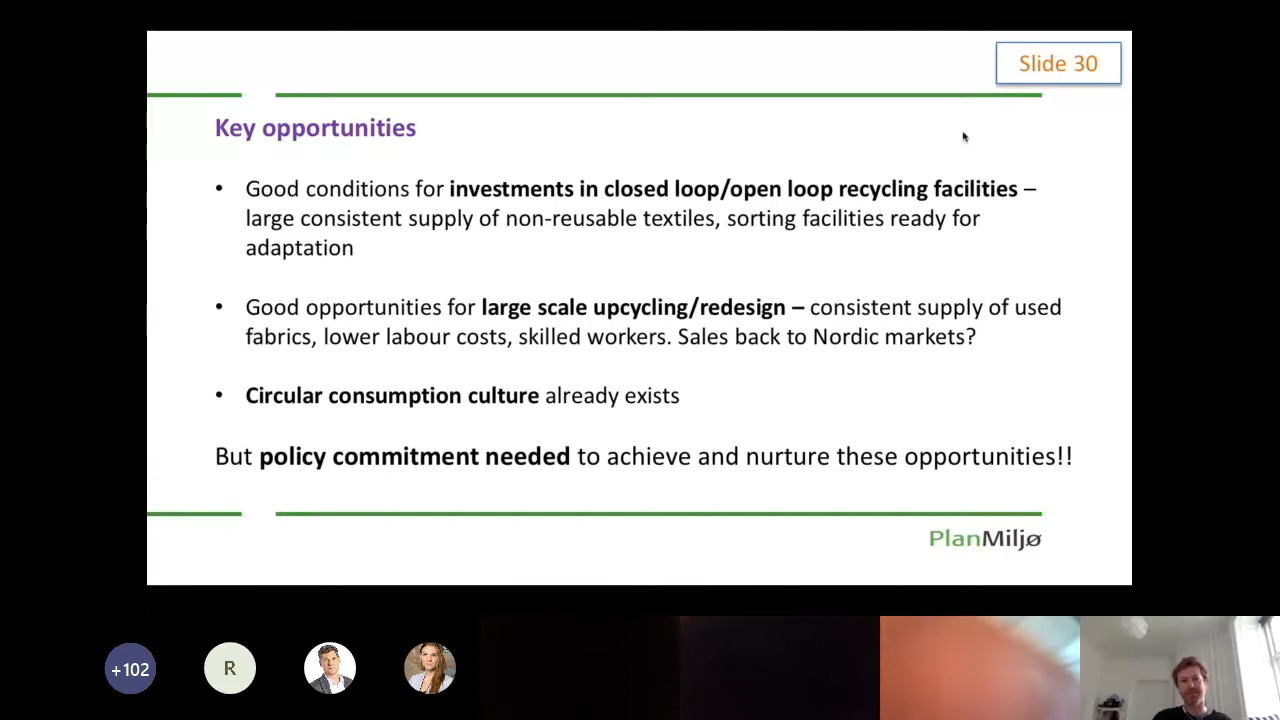 Slide 30
Key opportunities
• Good conditions for investments in closed loop/open loop recycling facilities –
large consistent supply of non-reusable textiles, sorting facilities ready for
adaptation
• Good opportunities for large scale upcycling/redesign – consistent supply of used
fabrics, lower labour costs, skilled workers. Sales back to Nordic markets?
• Circular consumption culture already exists
But policy commitment needed to achieve and nurture these opportunities!!
PlanMiljø
+102
R